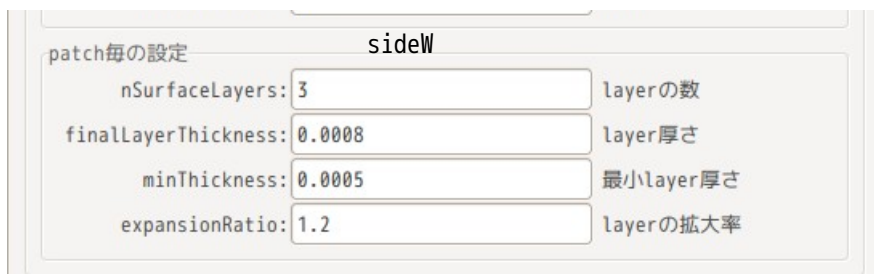 sideW
patch毎の設定
nSurfaceLayers: 3 layerの数
finalLayerThickness: 0.0008 layer厚さ
minThickness: 0.0005 最小layer厚さ
expansionRatio: 1.2 layerの拡大率